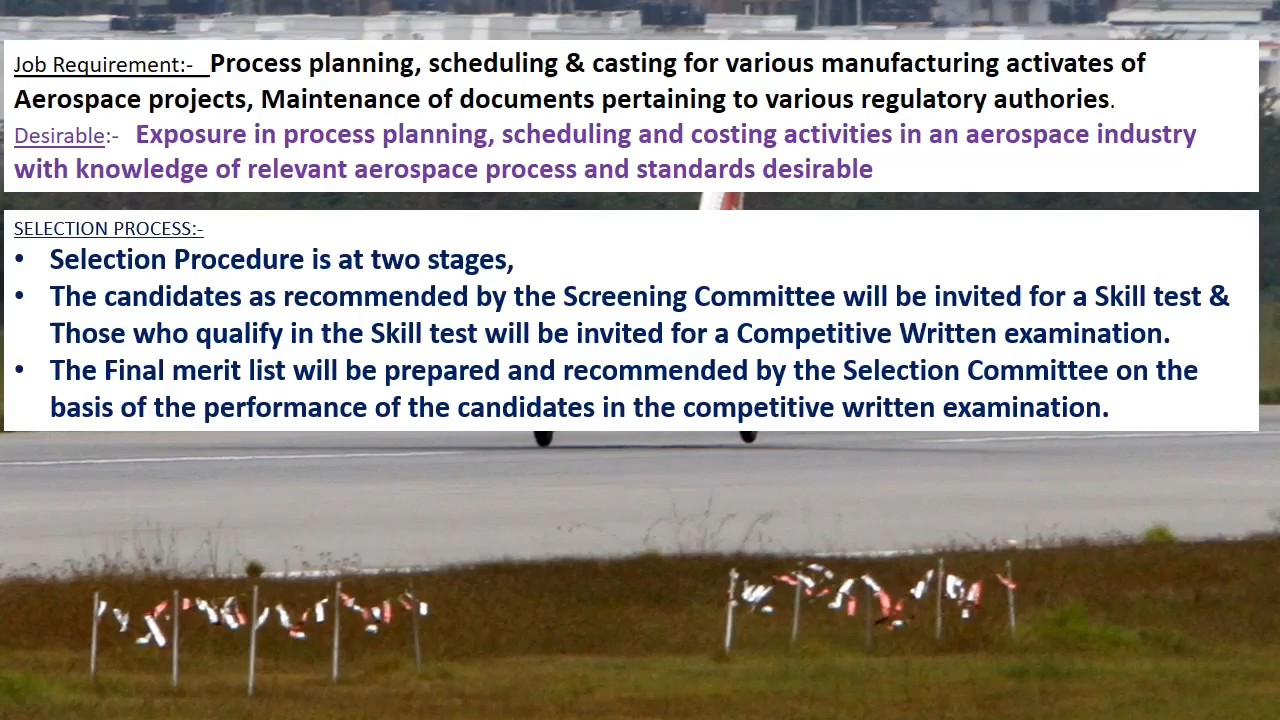 Job Requirement:- Process planning, scheduling & casting for various manufacturing activates of
Aerospace projects, Maintenance of documents pertaining to various regulatory authories.
Desirable:- Exposure in process planning, scheduling and costing activities in an aerospace industry
with knowledge of relevant aerospace process and standards desirable
SELECTION PROCESS:-
• Selection Procedure is at two stages,
• The candidates as recommended by the Screening Committee will be invited for a Skill test &
Those who qualify in the Skill test will be invited for a Competitive Written examination.
• The Final merit list will be prepared and recommended by the Selection Committee on the
basis of the performance of the candidates in the competitive written examination.